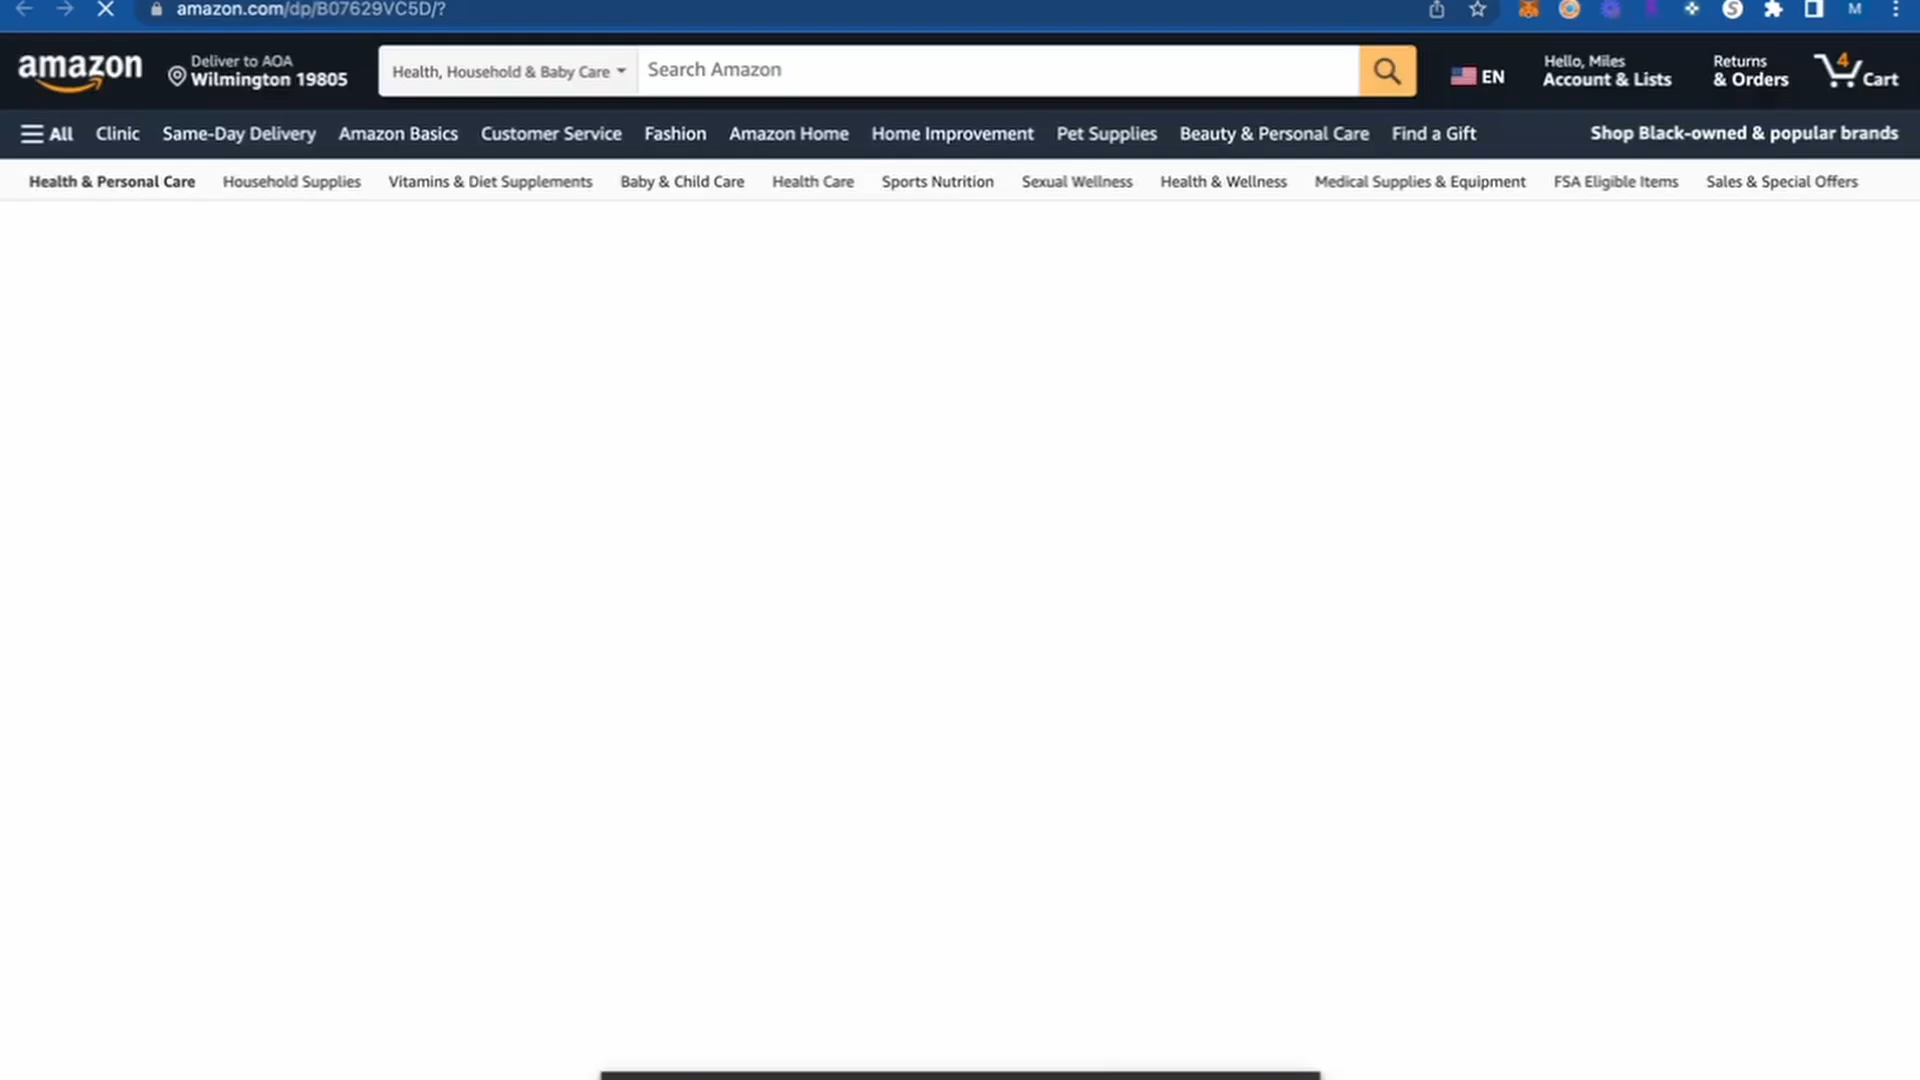 amazon.com/dp/B07629VC5D/?
M
amazon
Deliver to AOA
Wilmington 19805
Health, Household & Baby Care
Search Amazon
EN
Hello, Miles
Account & Lists
Returns
& Orders
4
Cart
All Clinic Same-Day Delivery Amazon Basics Customer Service Fashion Amazon Home Home Improvement Pet Supplies Beauty & Personal Care Find a Gift Shop Black-owned & popular brands
Health & Personal Care Household Supplies Vitamins & Diet Supplements Baby & Child Care Health Care Sports Nutrition Sexual Wellness Health & Wellness Medical Supplies & Equipment FSA Eligible Items Sales & Special Offers